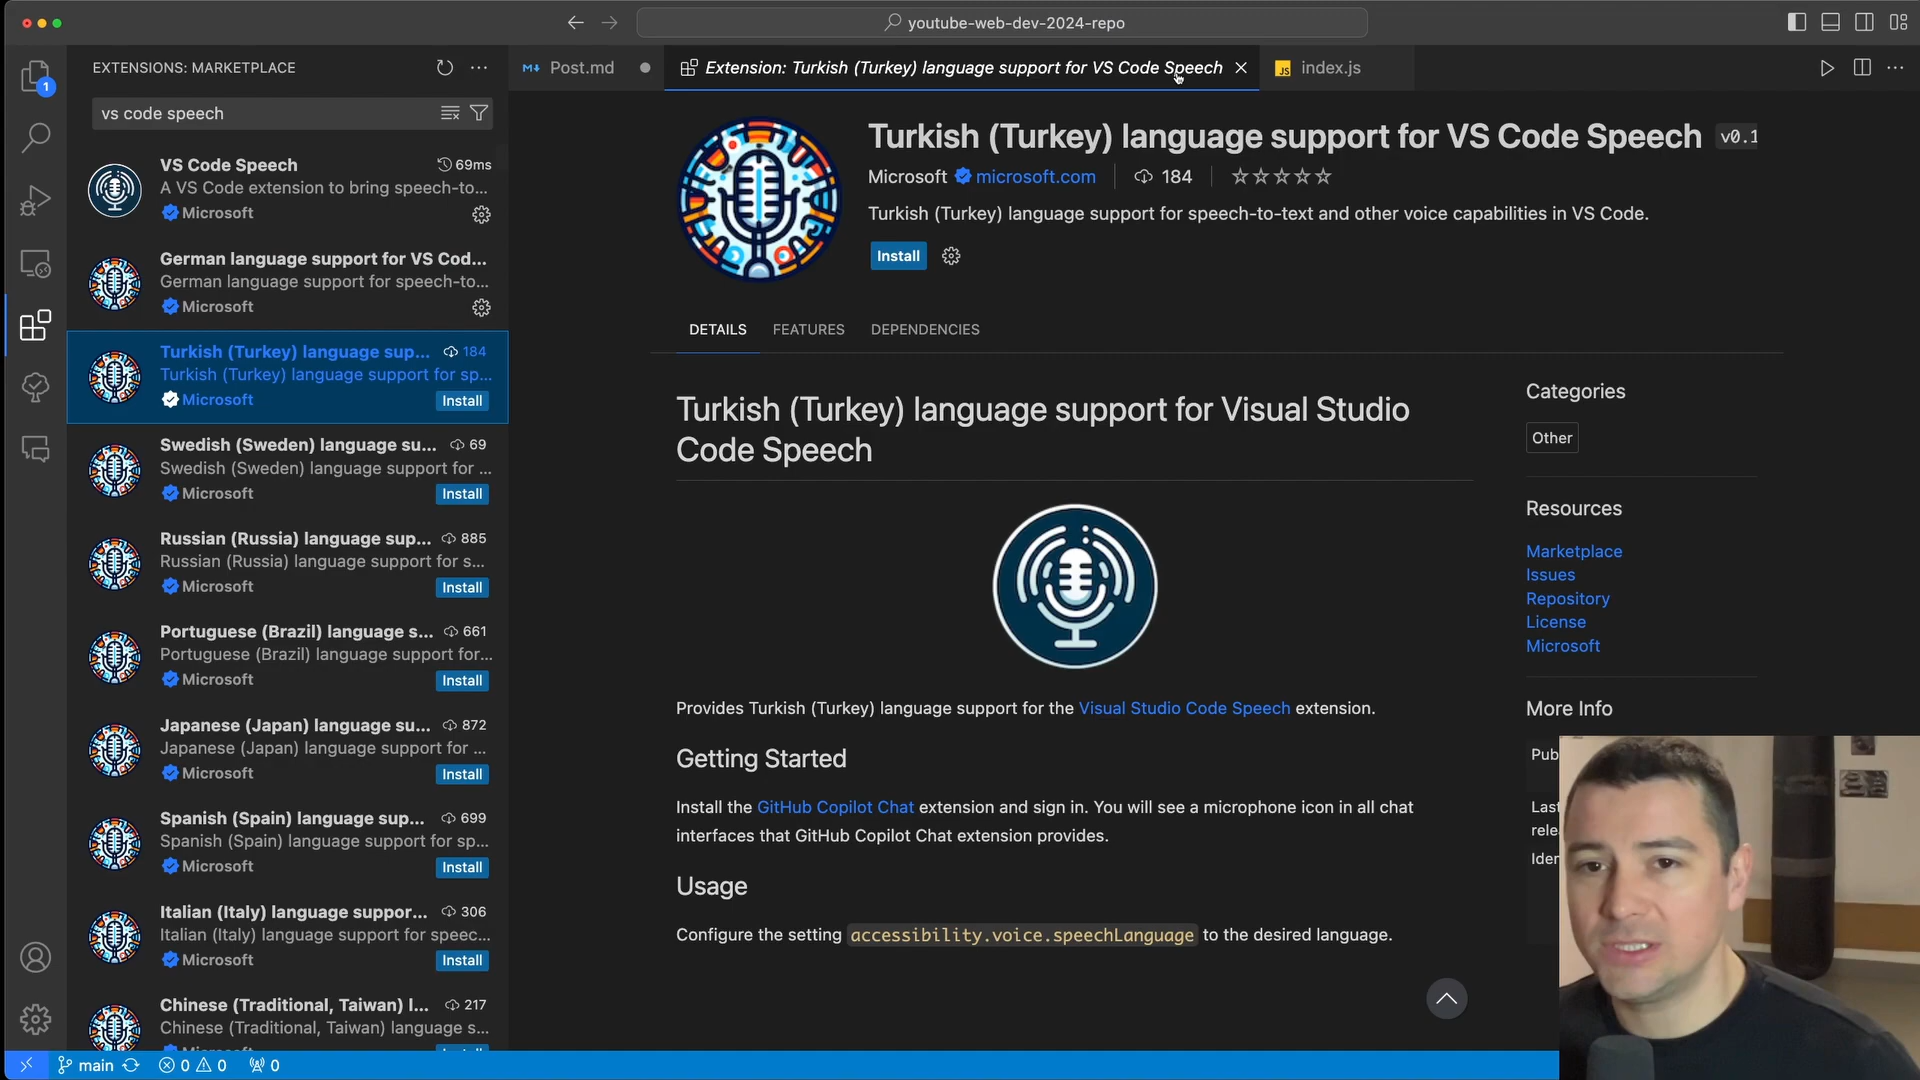 youtube-web-dev-2024-repo
EXTENSIONS: MARKETPLACE
Post.md
Extension: Turkish (Turkey) language support for VS Code Speech
JS index.js
1
vs code speech
VS Code Speech 69ms
A VS Code extension to bring speech-to...
Microsoft
German language support for VS Cod...
German language support for speech-to...
Microsoft
Turkish (Turkey) language sup... 184
Turkish (Turkey) language support for sp...
Microsoft Install
Swedish (Sweden) language su... 69
Swedish (Sweden) language support for ...
Microsoft Install
Russian (Russia) language sup... 885
Russian (Russia) language support for s...
Microsoft Install
Portuguese (Brazil) language s... 661
Portuguese (Brazil) language support for...
Microsoft Install
Japanese (Japan) language su... 872
Japanese (Japan) language support for ...
Microsoft Install
Spanish (Spain) language sup... 699
Spanish (Spain) language support for sp...
Microsoft Install
Italian (Italy) language suppor... 306
Italian (Italy) language support for speec...
Microsoft Install
Chinese (Traditional, Taiwan) l... 217
Chinese (Traditional, Taiwan) language s...
Turkish (Turkey) language support for VS Code Speech v0.1
Microsoft microsoft.com 184
Turkish (Turkey) language support for speech-to-text and other voice capabilities in VS Code.
Install
DETAILS FEATURES DEPENDENCIES
Turkish (Turkey) language support for Visual Studio
Code Speech
Provides Turkish (Turkey) language support for the Visual Studio Code Speech extension.
Getting Started
Install the GitHub Copilot Chat extension and sign in. You will see a microphone icon in all chat
interfaces that GitHub Copilot Chat extension provides.
Usage
Configure the setting accessibility.voice.speechLanguage to the desired language.
Categories
Other
Resources
Marketplace
Issues
Repository
License
Microsoft
More Info
Pub
Last
rele
Iden
main 0 0 0